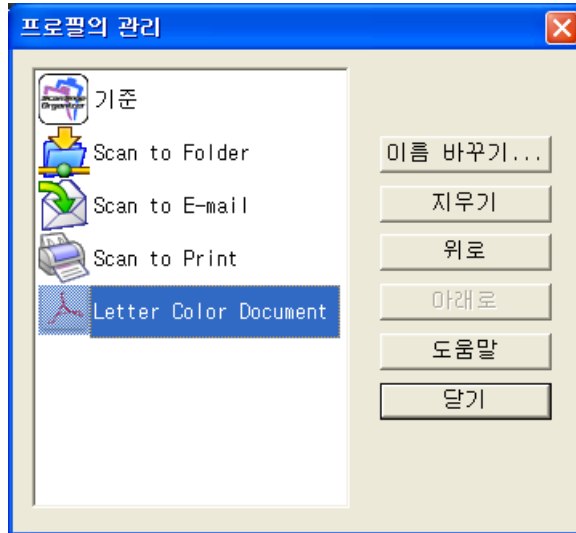 프로필의 관리
기준
Scan to Folder
Scan to E-mail
Scan to Print
Letter Color Document
이름 바꾸기...
지우기
위로
아래로
도움말
닫기